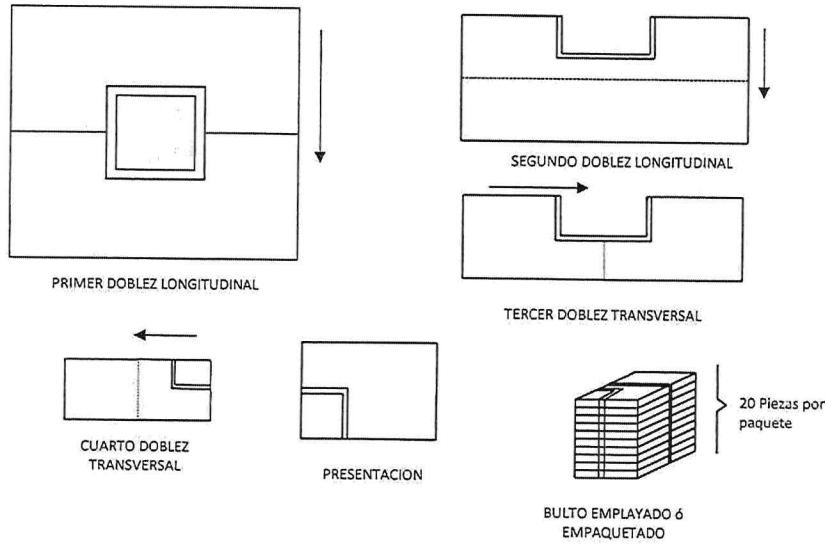 PRIMER DOBLEZ LONGITUDINAL
SEGUNDO DOBLEZ LONGITUDINAL
TERCER DOBLEZ TRANSVERSAL
CUARTO DOBLEZ
TRANSVERSAL
PRESENTACION
20 Piezas por
paquete
BULTO EMPLAYADO ó
EMPAQUETADO